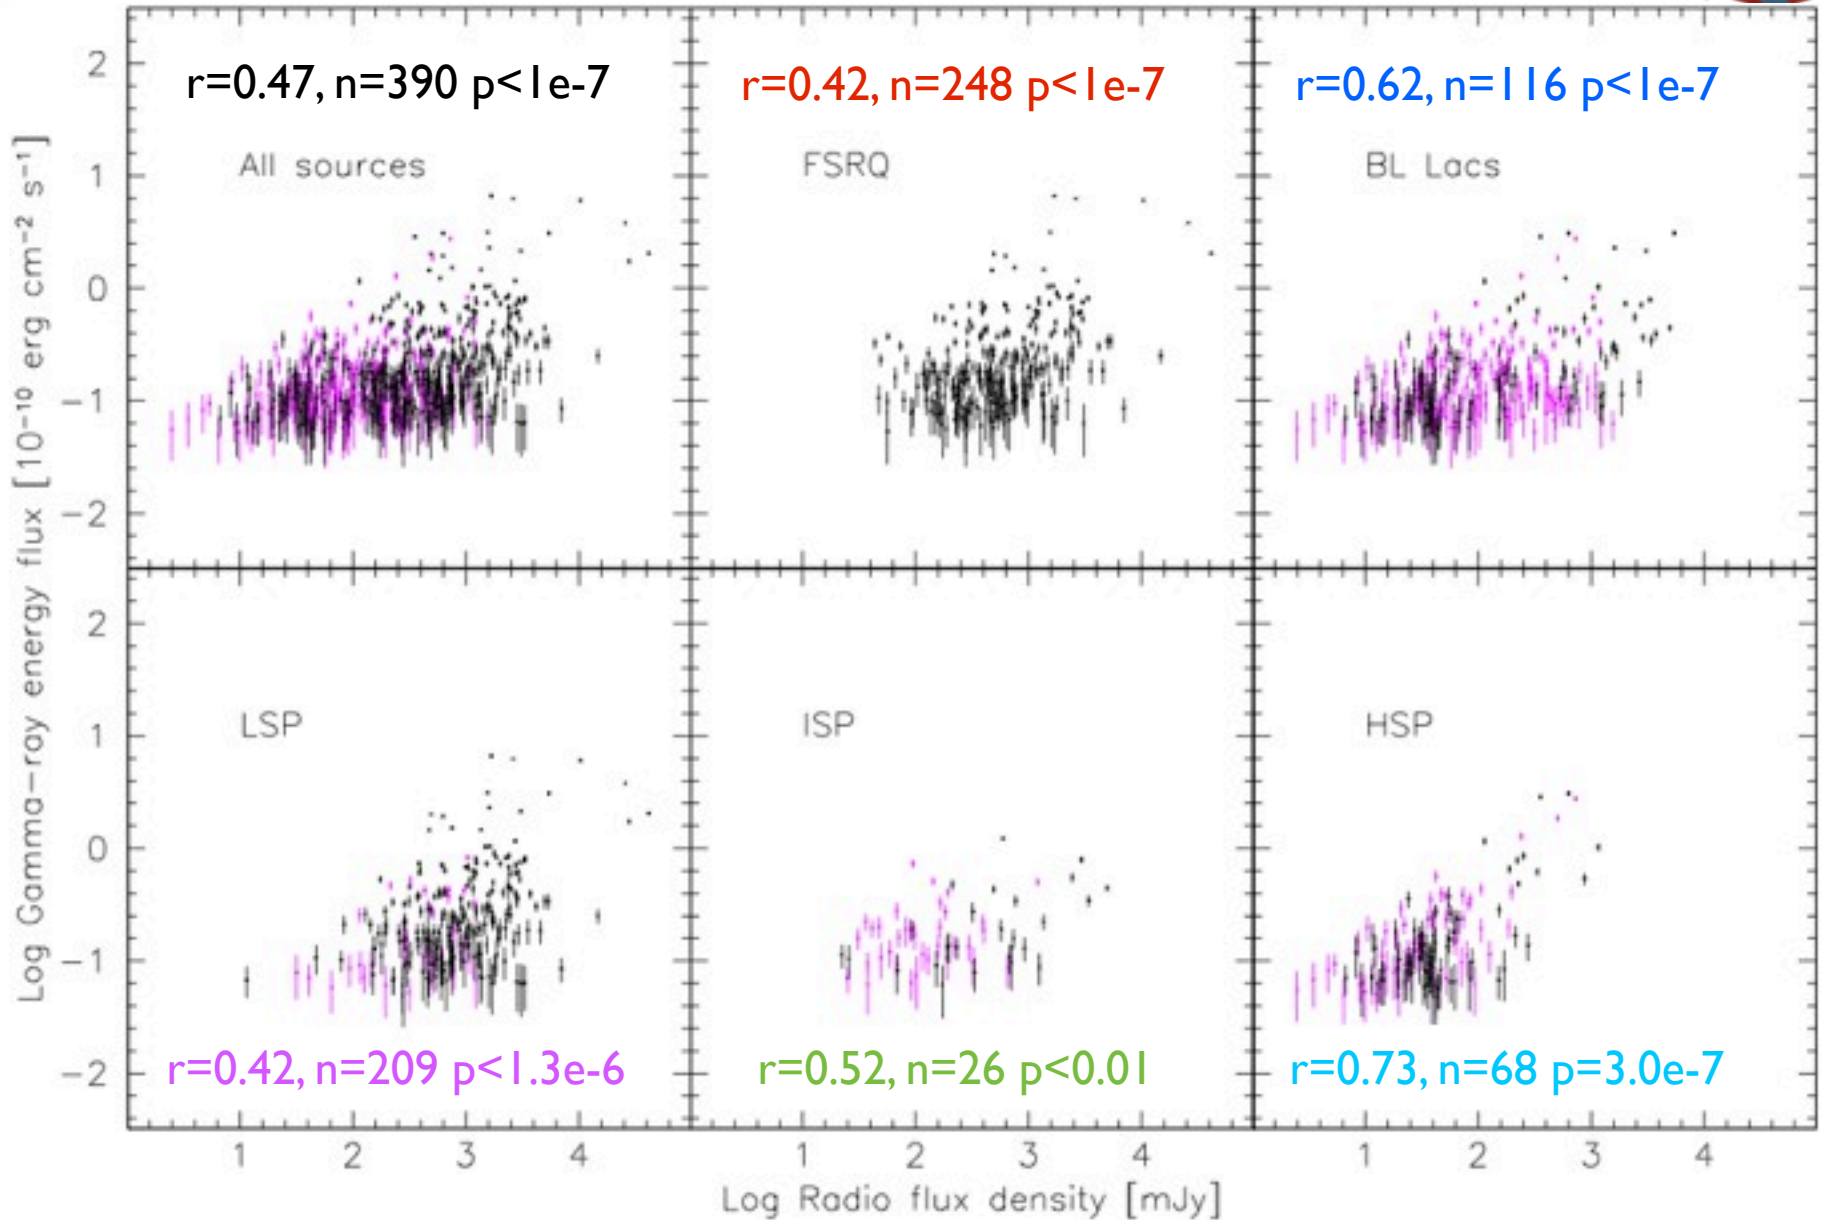 r=0.47, n=390 p<1e-7
r=0.42, n=248 p<1e-7
r=0.62, n=116 p<1e-7
All sources
FSRQ
BL Lacs
2
1
0
−1
−2
Log Gamma−ray energy flux [10⁻¹⁰ erg cm⁻² s⁻¹]
LSP
ISP
HSP
2
1
0
−1
−2
r=0.42, n=209 p<1.3e-6
r=0.52, n=26 p<0.01
r=0.73, n=68 p=3.0e-7
1 2 3 4 1 2 3 4 1 2 3 4
Log Radio flux density [mJy]